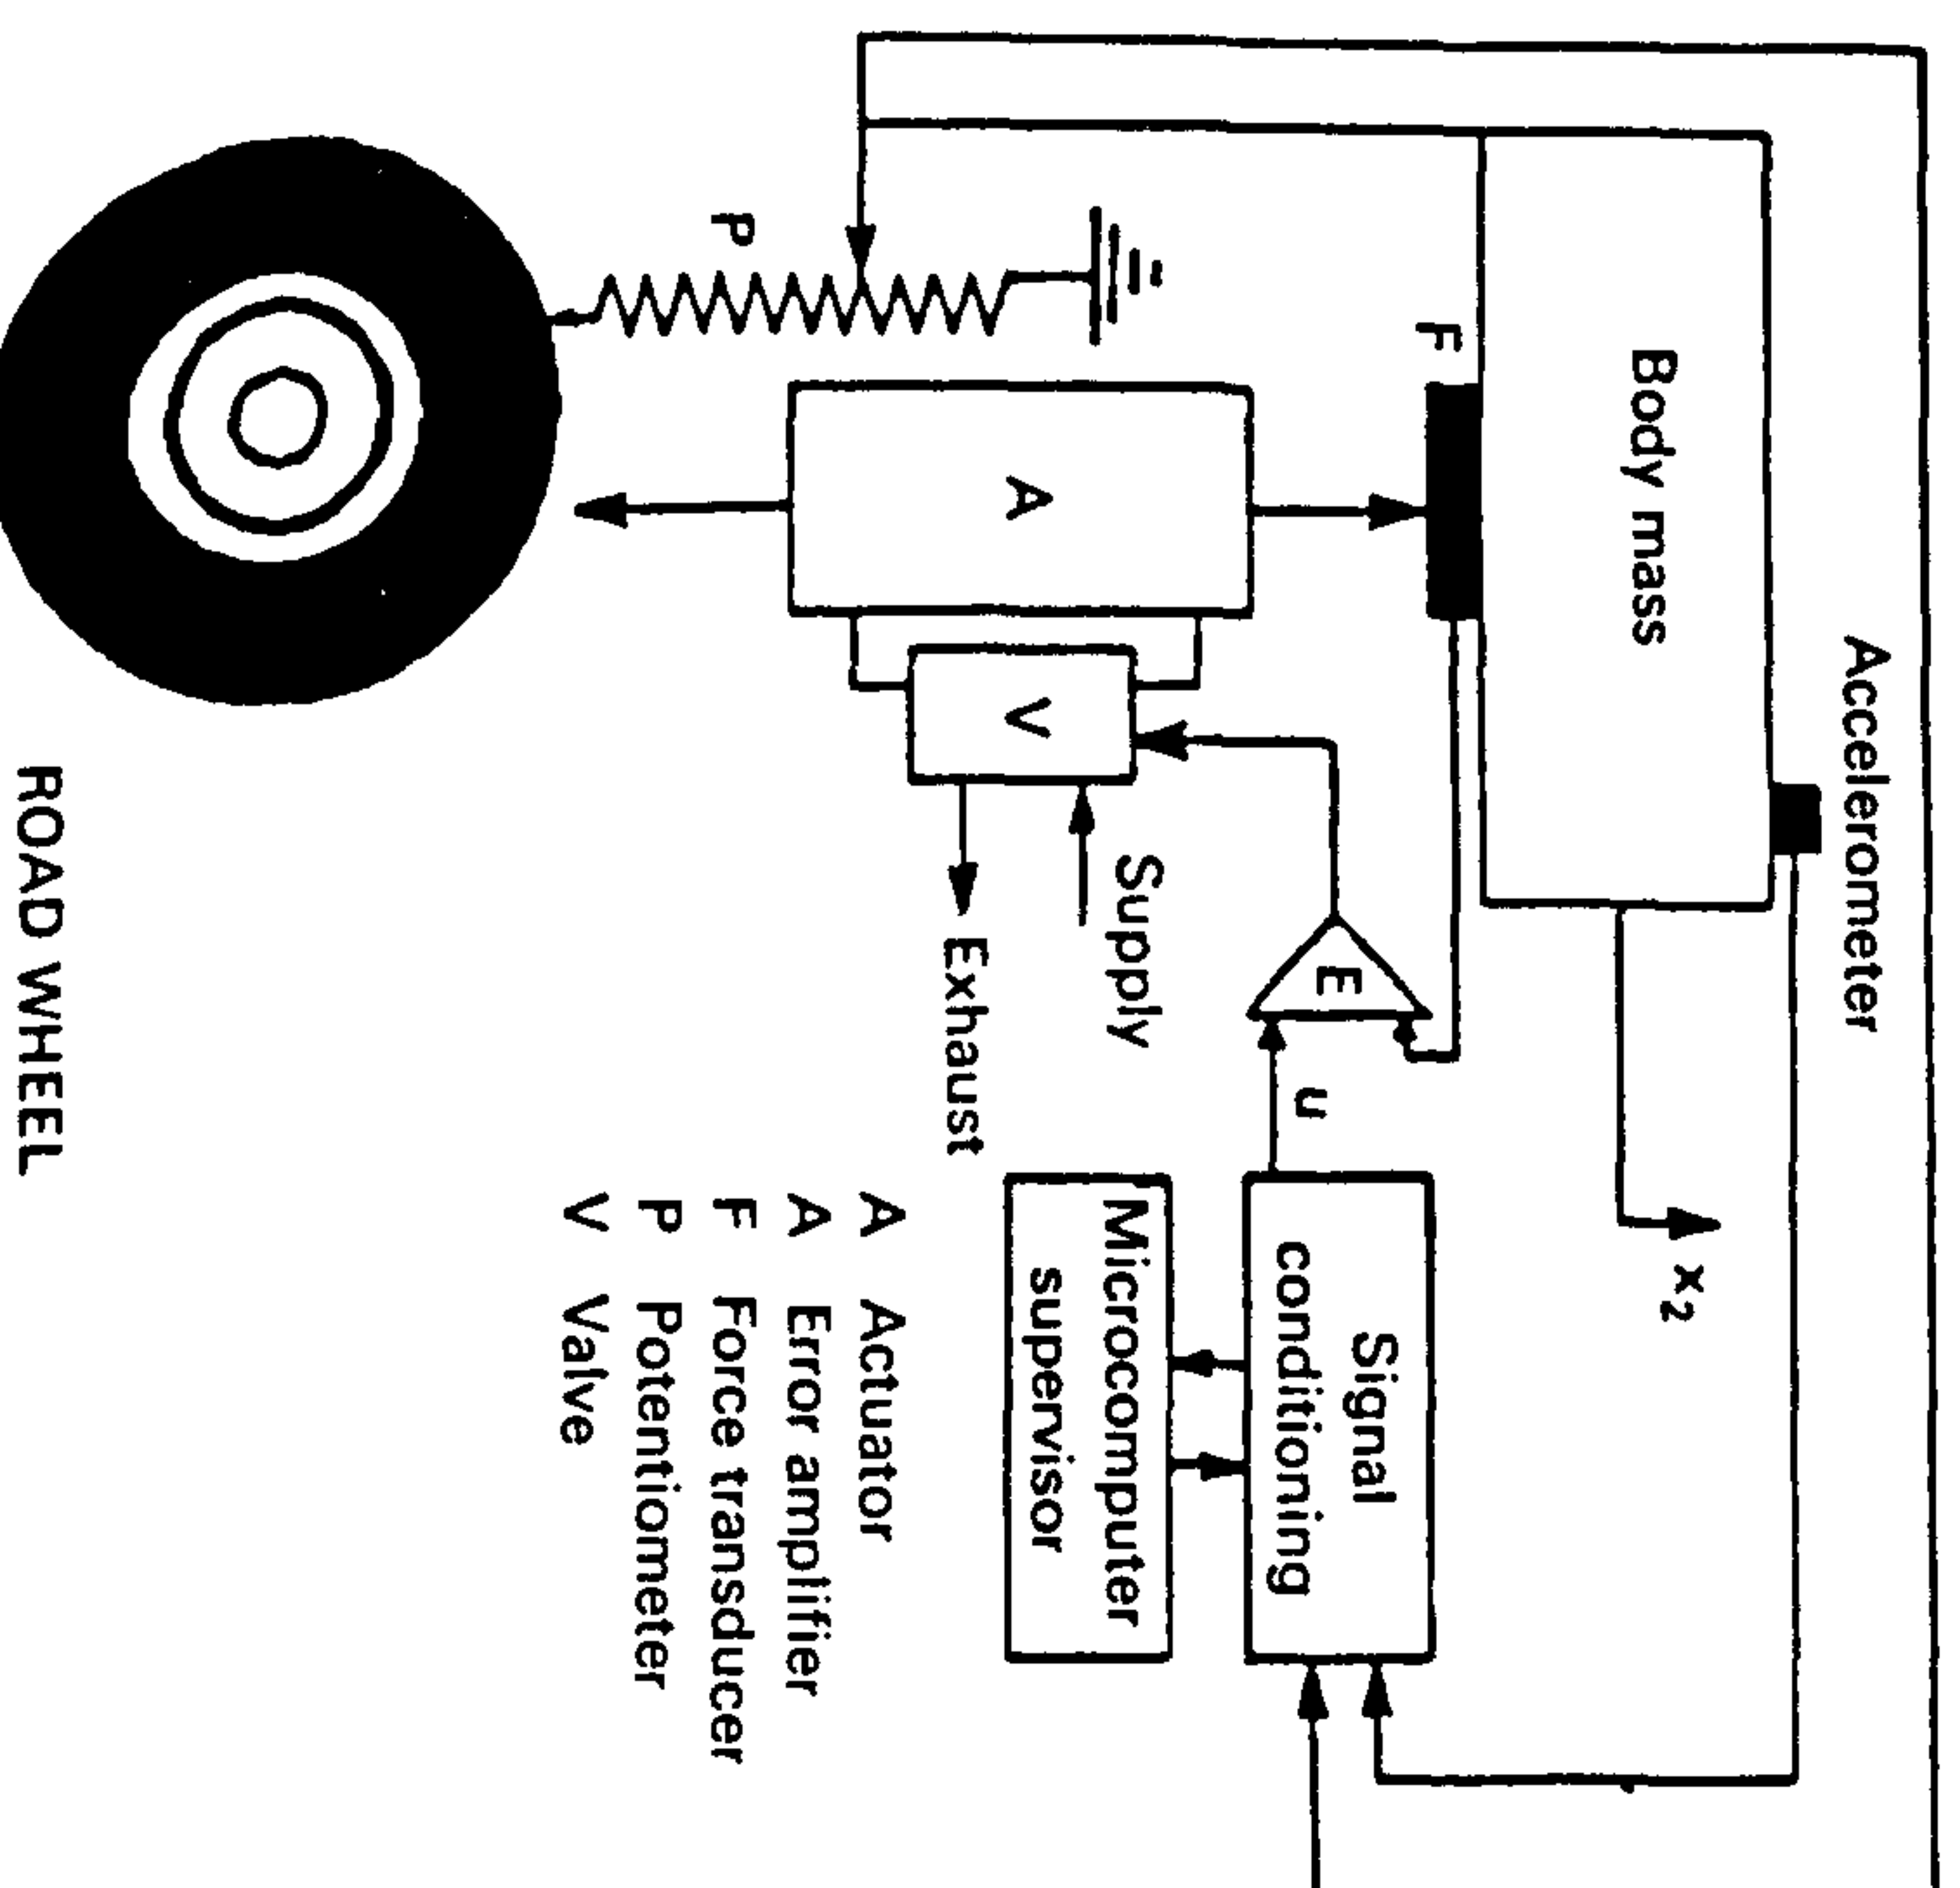 Accelerometer
Body mass
x2
F
Signal
conditioning
E
u
P
A
V
Supply
Microcomputer
supervisor
Exhaust
A Actuator
A Error amplifier
F Force transducer
P Potentiometer
V Valve
ROAD WHEEL